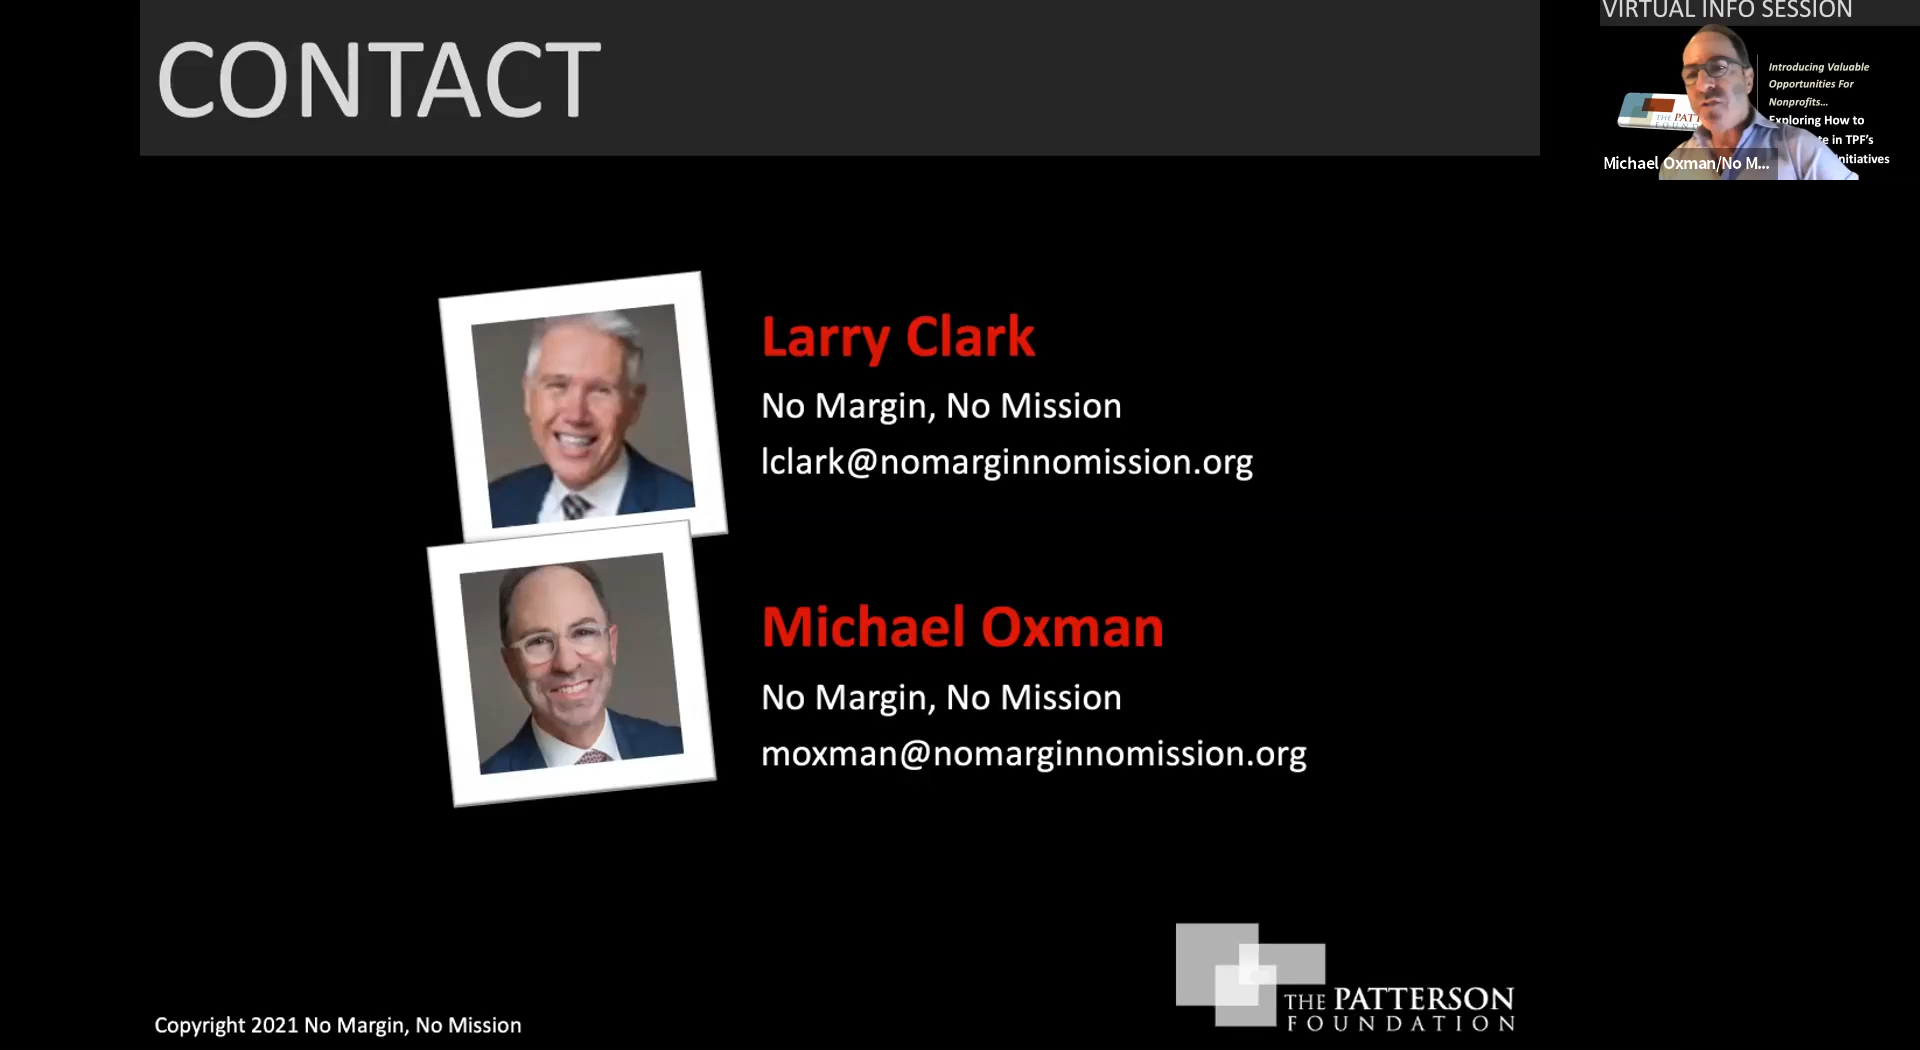 CONTACT
Larry Clark
No Margin, No Mission
lclark@nomarginnomission.org
Michael Oxman
No Margin, No Mission
moxman@nomarginnomission.org
Copyright 2021 No Margin, No Mission
THE PATTERSON
FOUNDATION
VIRTUAL INFO SESSION
Introducing Valuable
Opportunities For
Nonprofits...
Exploring How to
in TPF's
THE
Michael Oxman/No M...